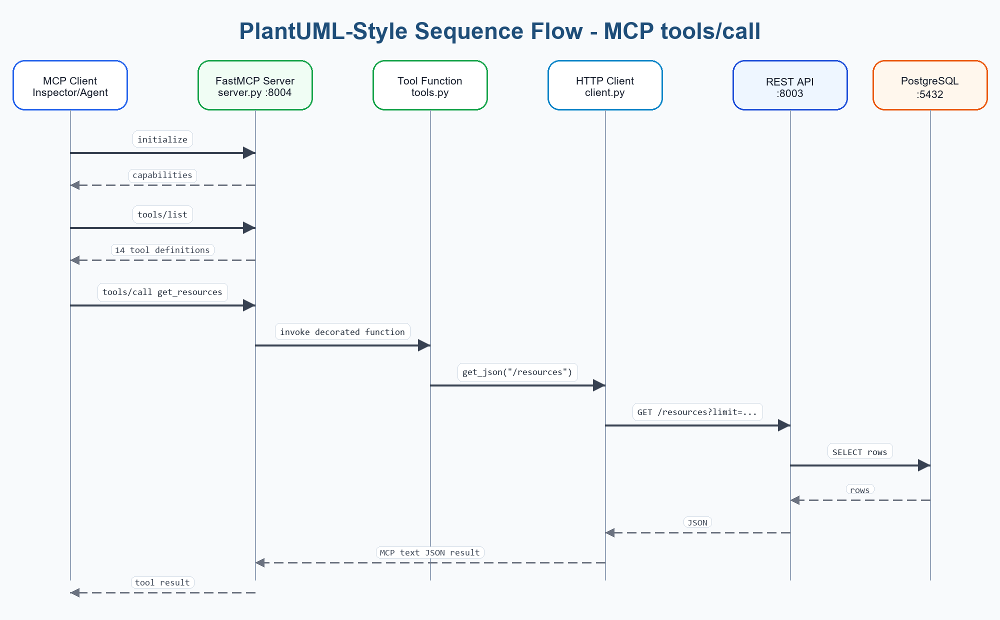 PlantUML-Style Sequence Flow - MCP tools/call
MCP Client
Inspector/Agent
FastMCP Server
server.py :8004
Tool Function
tools.py
HTTP Client
client.py
REST API
:8003
PostgreSQL
:5432
initialize
capabilities
tools/list
14 tool definitions
tools/call get_resources
invoke decorated function
get_json("/resources")
GET /resources?limit=...
SELECT rows
rows
JSON
MCP text JSON result
tool result